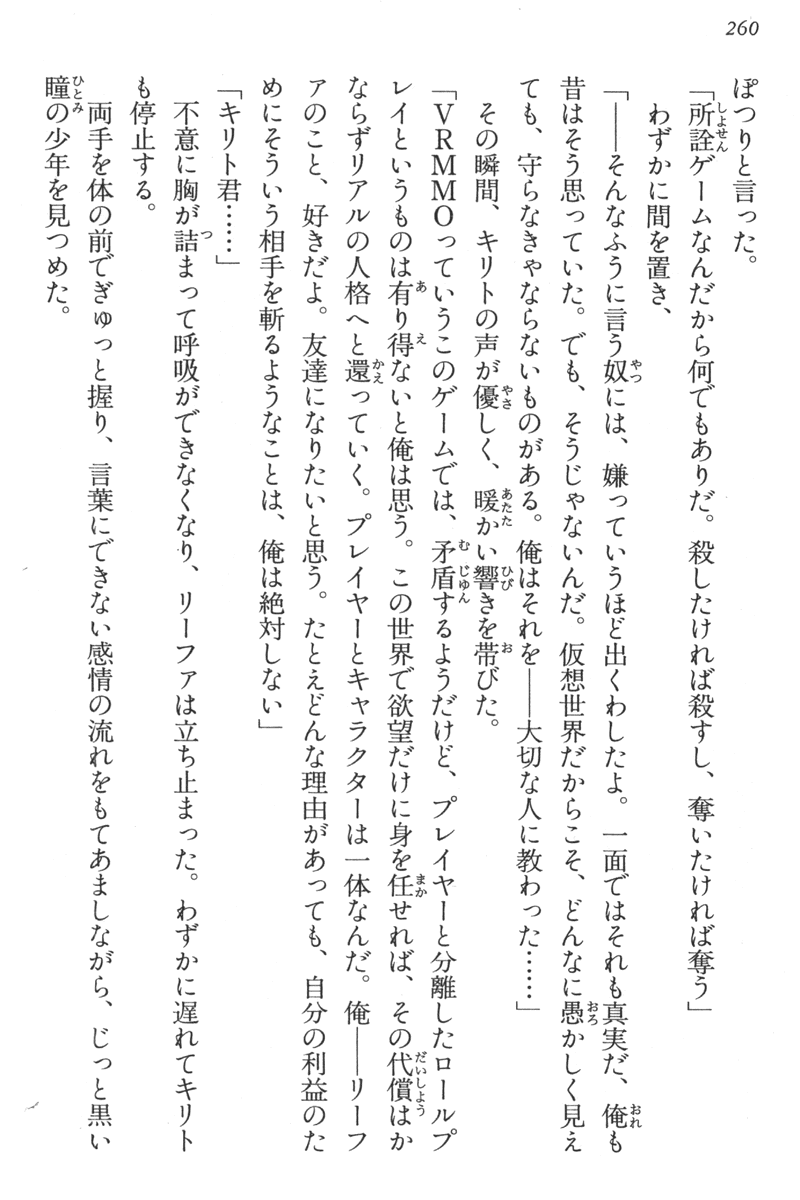 260
ぽつりと言った。
「所詮ゲームなんだから何でもありだ。殺したければ殺すし、奪いたければ奪う」
わずかに間を置き、
「――そんなふうに言う奴には、嫌っていうほど出くわしたよ。一面ではそれも真実だ、俺も
昔はそう思っていた。でも、そうじゃないんだ。仮想世界だからこそ、どんなに愚かしく見え
ても、守らなきゃならないものがある。俺はそれを――大切な人に教わった……」
その瞬間、キリトの声が優しく、暖かい響きを帯びた。
「ＶＲＭＭＯっていうこのゲームでは、矛盾するようだけど、プレイヤーと分離したロールプ
レイというものは有り得ないと俺は思う。この世界で欲望だけに身を任せれば、その代償はか
ならずリアルの人格へと還っていく。プレイヤーとキャラクターは一体なんだ。俺――リーフ
ァのこと、好きだよ。友達になりたいと思う。たとえどんな理由があっても、自分の利益のた
めにそういう相手を斬るようなことは、俺は絶対しない」
「キリト君……」
不意に胸が詰まって呼吸ができなくなり、リーファは立ち止まった。わずかに遅れてキリト
も停止する。
両手を体の前でぎゅっと握り、言葉にできない感情の流れをもてあましながら、じっと黒い
瞳の少年を見つめた。